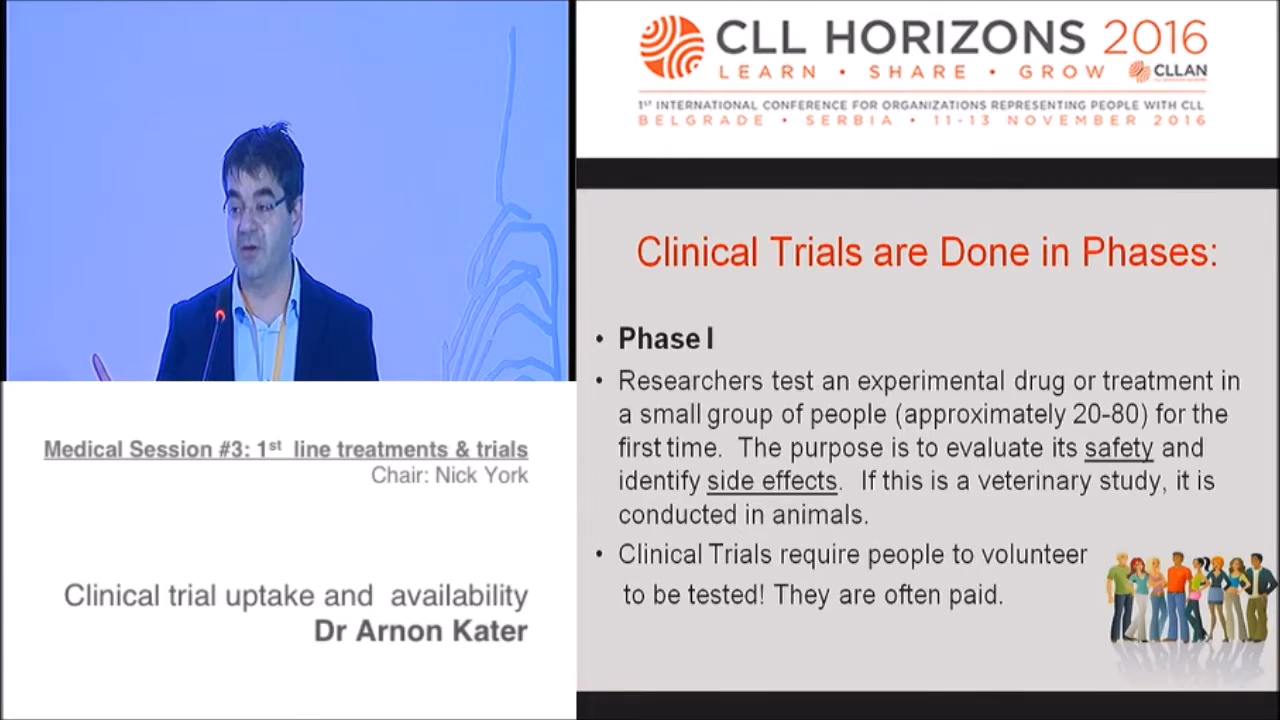 CLL HORIZONS 2016
LEARN • SHARE • GROW
CLLAN
1ST INTERNATIONAL CONFERENCE FOR ORGANIZATIONS REPRESENTING PEOPLE WITH CLL
BELGRADE • SERBIA • 11-13 NOVEMBER 2016
Medical Session #3: 1st line treatments & trials
Chair: Nick York
Clinical trial uptake and availability
Dr Arnon Kater
Clinical Trials are Done in Phases:
• Phase I
• Researchers test an experimental drug or treatment in
a small group of people (approximately 20-80) for the
first time. The purpose is to evaluate its safety and
identify side effects. If this is a veterinary study, it is
conducted in animals.
• Clinical Trials require people to volunteer
to be tested! They are often paid.